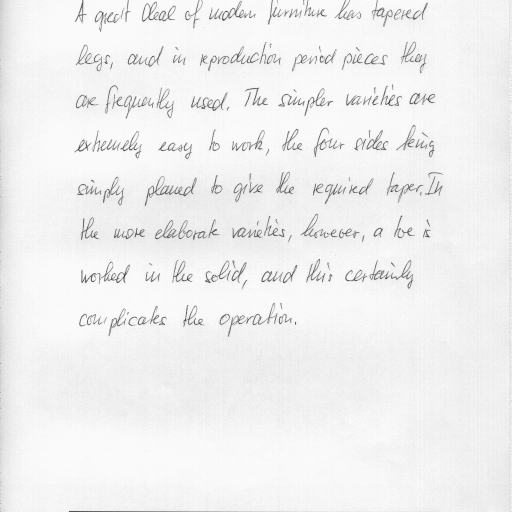 A great deal of modern furniture has tapered
legs, and in reproduction period pieces they
are frequently used. The simpler varieties are
extremely easy to work, the four sides being
simply planed to give the required taper. In
the more elaborate varieties, however, a toe is
worked in the solid, and this certainly
complicates the operation.